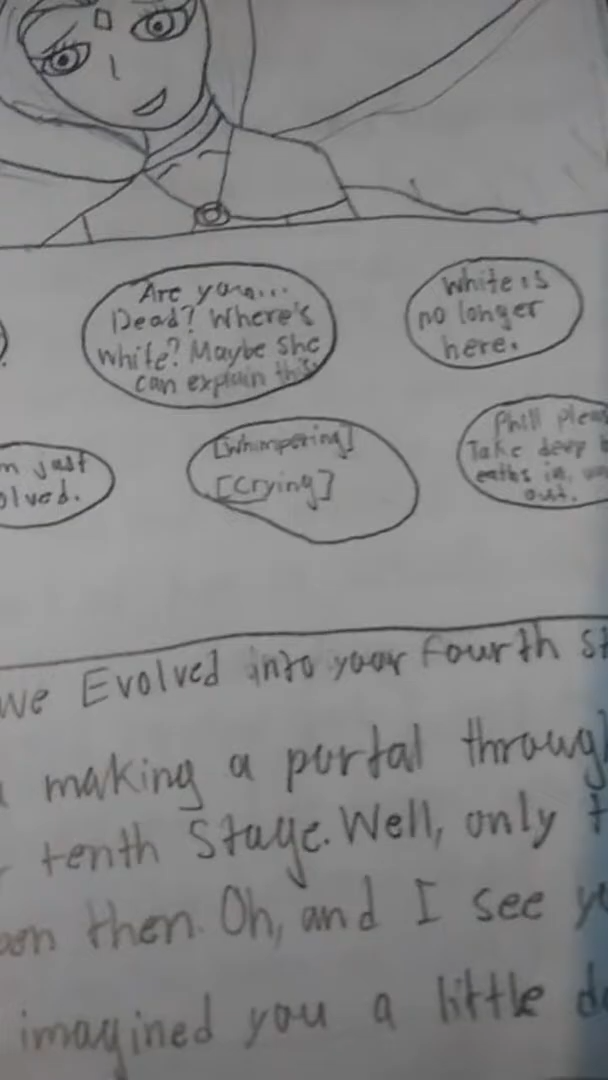 Are you...
Dead? Where's
White? Maybe She
can explain this.
White is
no longer
here.
just
[Whimpering]
[Crying]
Phill
Take deep
in,
out.
we Evolved into your fourth
making a portal through
tenth Stage. Well, only
then. Oh, and I see
imagined you a little